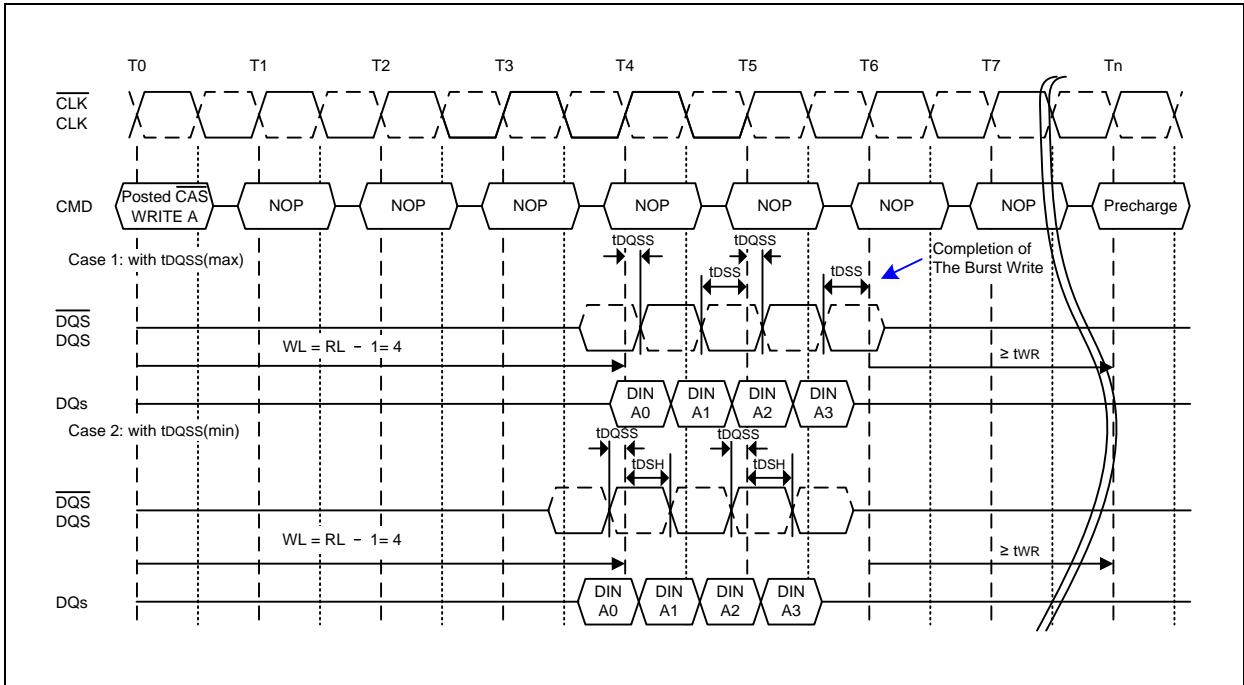 T0 T1 T2 T3 T4 T5 T6 T7 Tn
CLK
CLK
CMD
Posted CAS
WRITE A
NOP NOP NOP NOP NOP NOP NOP Precharge
Case 1: with tDQSS(max)
tDQSS tDQSS
tDSS tDSS
Completion of
The Burst Write
DQS
DQS
WL = RL − 1= 4
≥ tWR
DQs
DIN A0
DIN A1
DIN A2
DIN A3
Case 2: with tDQSS(min)
tDQSS tDQSS
tDSH tDSH
DQS
DQS
WL = RL − 1= 4
≥ tWR
DQs
DIN A0
DIN A1
DIN A2
DIN A3